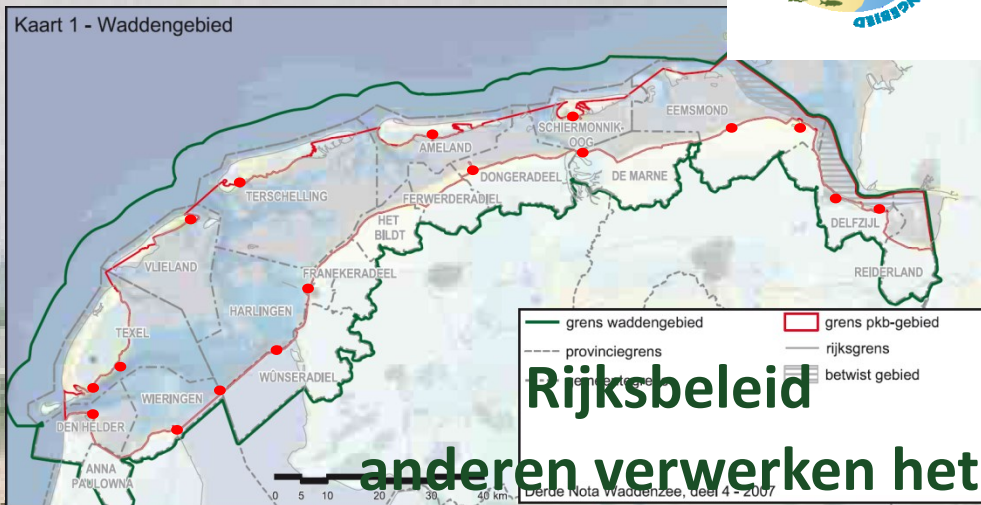 Kaart 1 - Waddengebied
EEMSMOND
SCHIERMONNIK-
OOG
AMELAND
DONGERADEEL
DE MARNE
TERSCHELLING
FERWERDERADIEL
HET
BILDT
DELFZIJL
VLIELAND
FRANEKERADEEL
REIDERLAND
HARLINGEN
TEXEL
WÛNSERADIEL
WIERINGEN
DEN HELDER
ANNA
PAULOWNA
grens waddengebied
grens pkb-gebied
provinciegrens
rijksgrens
gemeentegrens
betwist gebied
Rijksbeleid
anderen verwerken het
0 5 10 20 30 40 km
Derde Nota Waddenzee, deel 4 - 2007